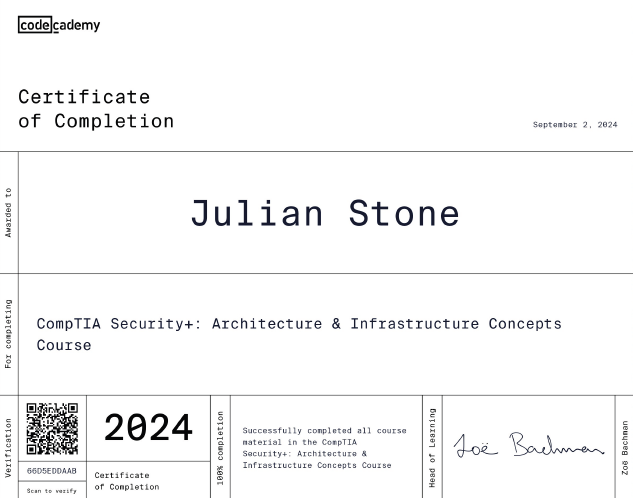 codecademy
Certificate
of Completion
September 2, 2024
Awarded to
Julian Stone
For completing
CompTIA Security+: Architecture & Infrastructure Concepts
Course
Verification
66D5EDDAAB
Scan to verify
2024
Certificate
of Completion
100% completion
Successfully completed all course
material in the CompTIA
Security+: Architecture &
Infrastructure Concepts Course
Head of Learning
Zoë Bachman
Zoë Bachman